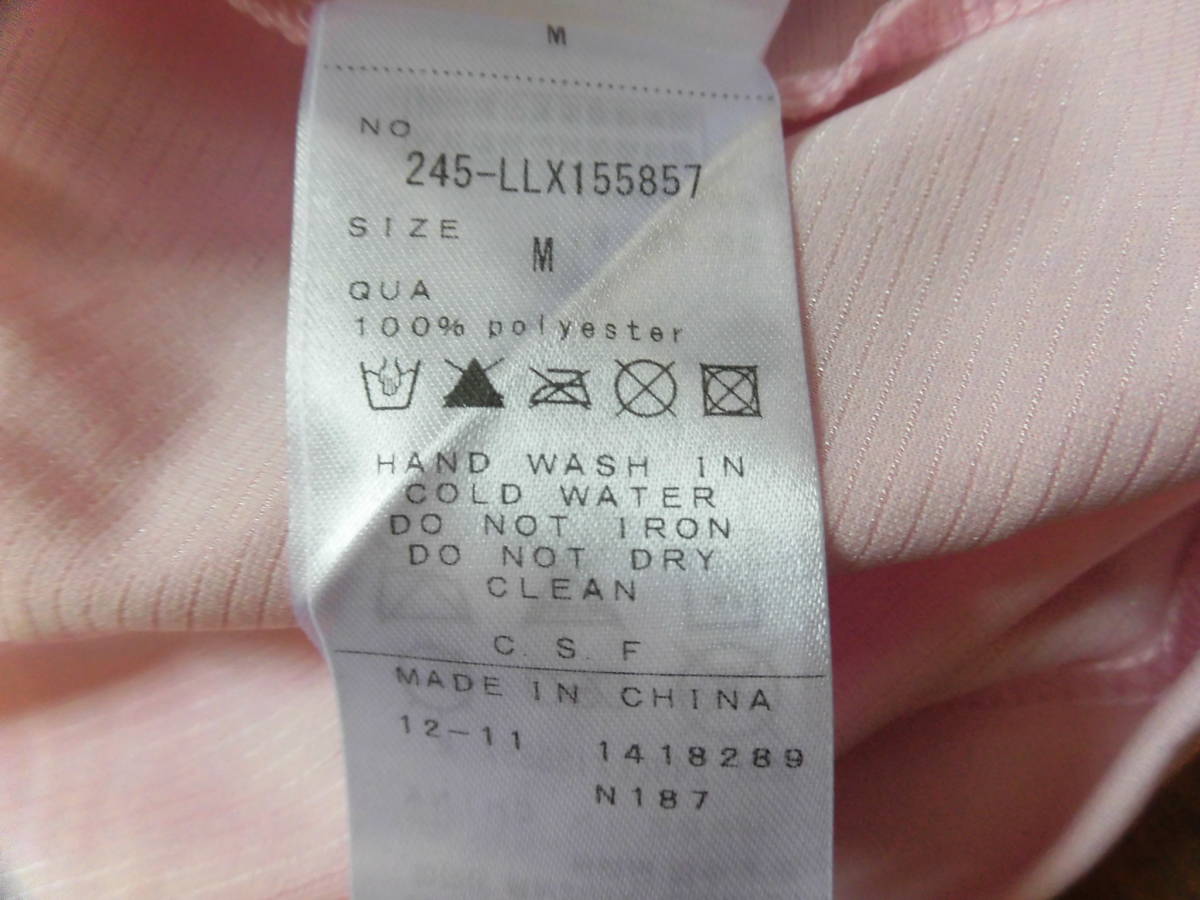 M
NO
245-LLX155857
SIZE
M
QUA
100% polyester
HAND WASH IN
COLD WATER
DO NOT IRON
DO NOT DRY
CLEAN
C. S. F
MADE IN CHINA
12-11 1418289
N187